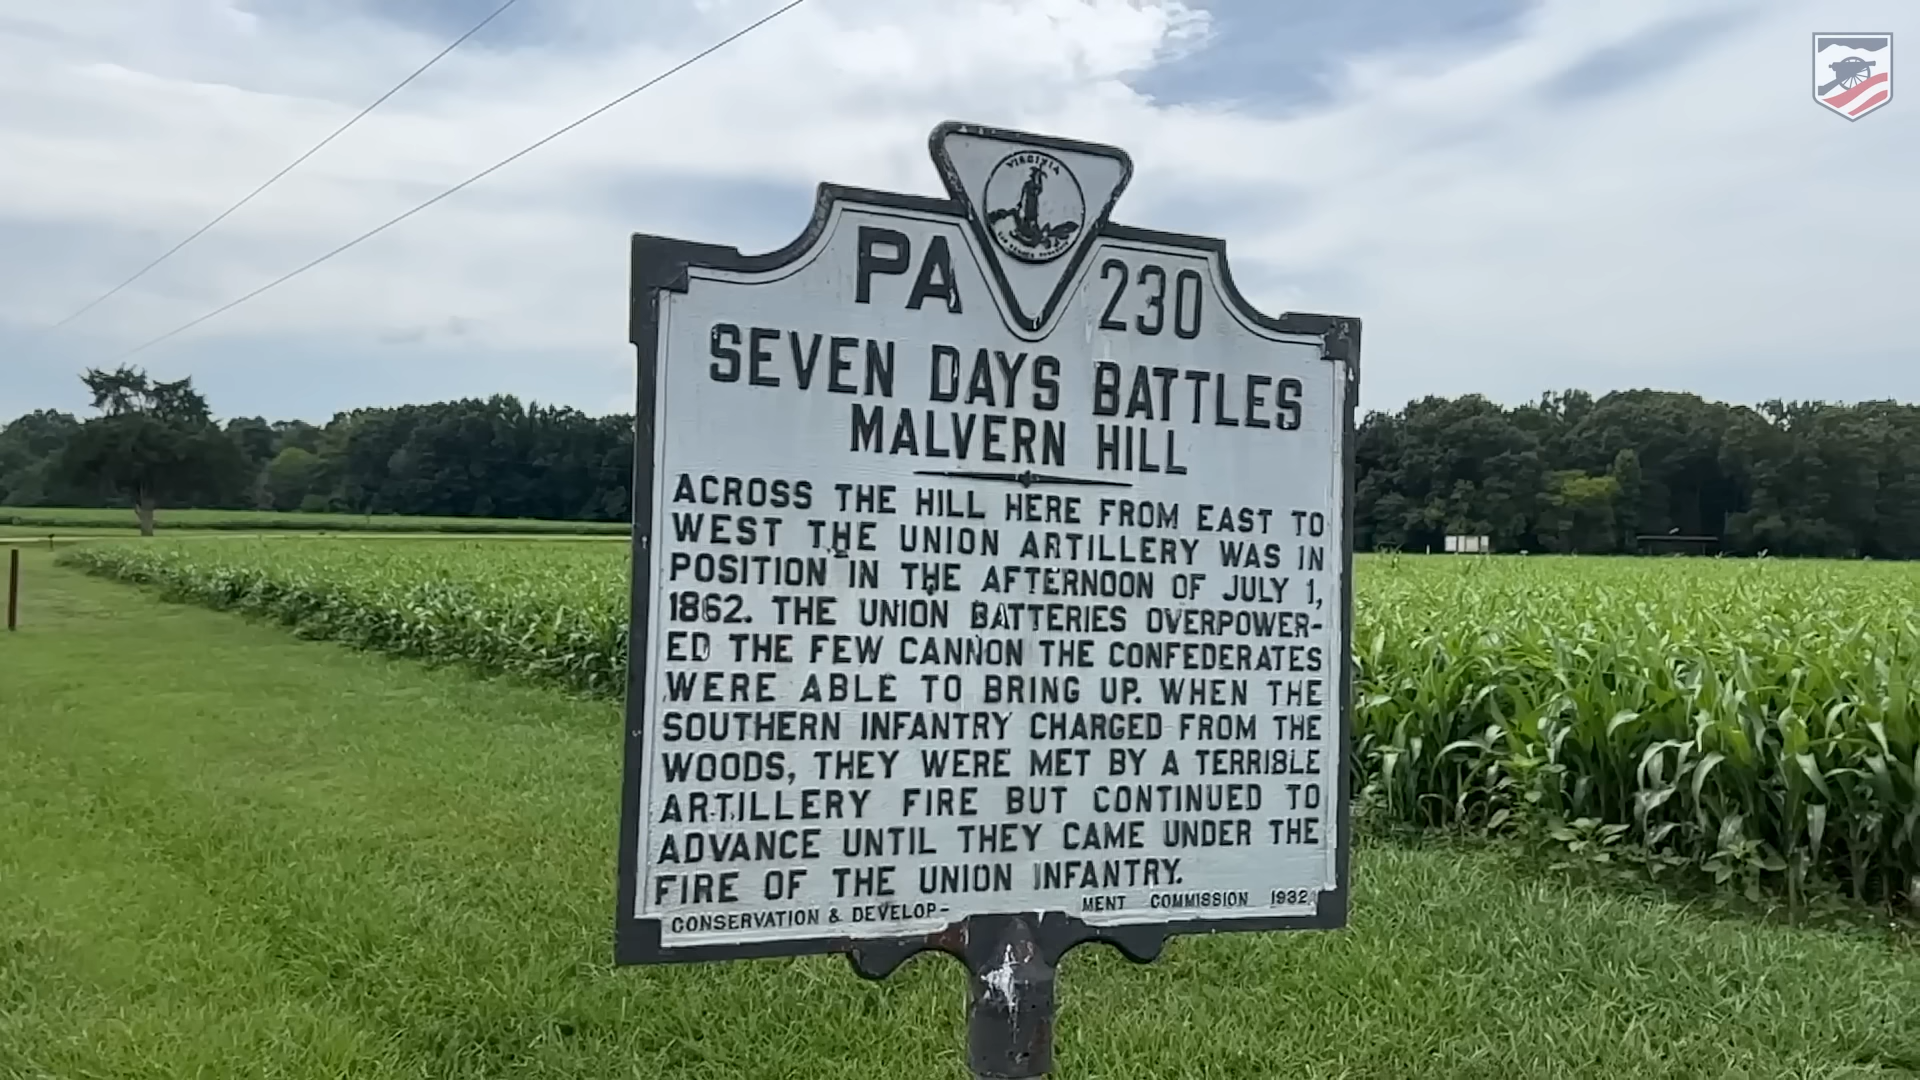 VIRGINIA
PA 230
SEVEN DAYS BATTLES
MALVERN HILL
ACROSS THE HILL HERE FROM EAST TO
WEST THE UNION ARTILLERY WAS IN
POSITION IN THE AFTERNOON OF JULY 1,
1862. THE UNION BATTERIES OVERPOWER-
ED THE FEW CANNON THE CONFEDERATES
WERE ABLE TO BRING UP. WHEN THE
SOUTHERN INFANTRY CHARGED FROM THE
WOODS, THEY WERE MET BY A TERRIBLE
ARTILLERY FIRE BUT CONTINUED TO
ADVANCE UNTIL THEY CAME UNDER THE
FIRE OF THE UNION INFANTRY.
CONSERVATION & DEVELOP- MENT COMMISSION 1932